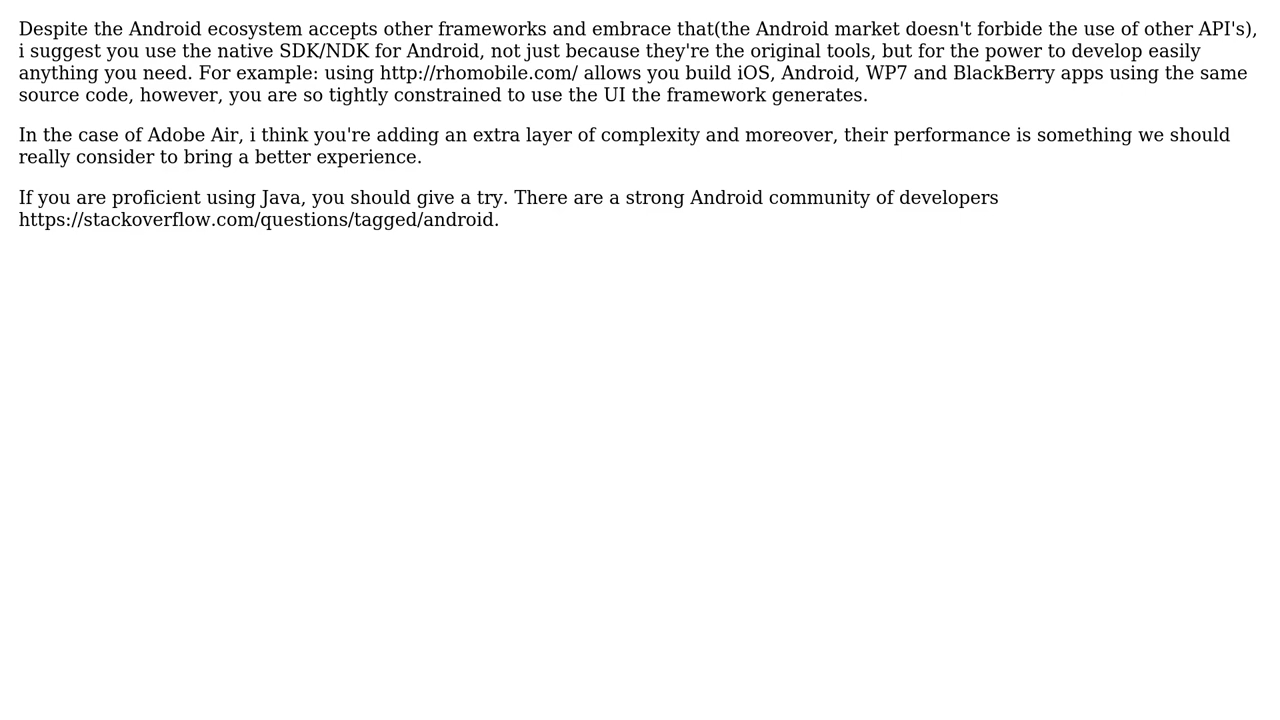 Despite the Android ecosystem accepts other frameworks and embrace that(the Android market doesn't forbide the use of other API's),
i suggest you use the native SDK/NDK for Android, not just because they're the original tools, but for the power to develop easily
anything you need. For example: using http://rhomobile.com/ allows you build iOS, Android, WP7 and BlackBerry apps using the same
source code, however, you are so tightly constrained to use the UI the framework generates.
In the case of Adobe Air, i think you're adding an extra layer of complexity and moreover, their performance is something we should
really consider to bring a better experience.
If you are proficient using Java, you should give a try. There are a strong Android community of developers
https://stackoverflow.com/questions/tagged/android.